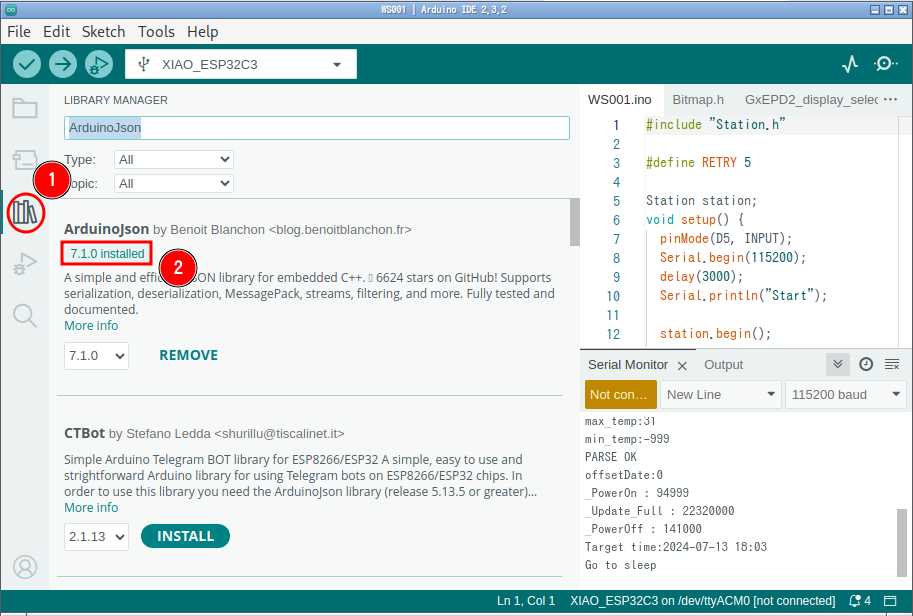 WS001 | Arduino IDE 2.3.2
File Edit Sketch Tools Help
XIAO_ESP32C3
LIBRARY MANAGER
ArduinoJson
Type: All
opic: All
1
ArduinoJson by Benoit Blanchon <blog.benoitblanchon.fr>
7.1.0 installed
2
A simple and effic SON library for embedded C++. 6624 stars on GitHub! Supports
serialization, deserialization, MessagePack, streams, filtering, and more. Fully tested and
documented.
More info
7.1.0 REMOVE
CTBot by Stefano Ledda <shurillu@tiscalinet.it>
Simple Arduino Telegram BOT library for ESP8266/ESP32 A simple, easy to use and
strightforward Arduino library for using Telegram bots on ESP8266/ESP32 chips. In
order to use this library you need the ArduinoJson library (release 5.13.5 or greater)...
More info
2.1.13 INSTALL
WS001.ino Bitmap.h GxEPD2_display_selec ...
1 #include "Station.h"
2
3 #define RETRY 5
4
5 Station station;
6 void setup() {
7 pinMode(D5, INPUT);
8 Serial.begin(115200);
9 delay(3000);
10 Serial.println("Start");
11
12 station.begin();
Serial Monitor Output
Not con... New Line 115200 baud
max_temp:31
min_temp:-999
PARSE OK
offsetDate:0
_PowerOn : 94999
_Update_Full : 22320000
_PowerOff : 141000
Target time:2024-07-13 18:03
Go to sleep
Ln 1, Col 1 XIAO_ESP32C3 on /dev/ttyACM0 [not connected] 4